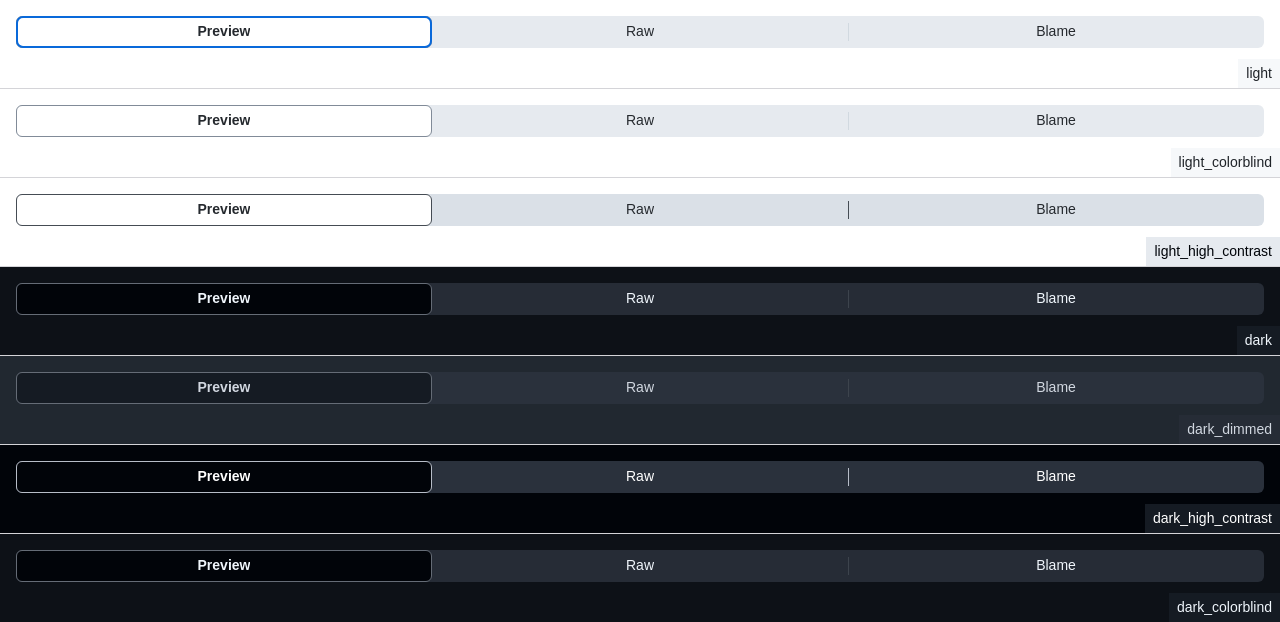 Preview Raw Blame
light
Preview Raw Blame
light_colorblind
Preview Raw Blame
light_high_contrast
Preview Raw Blame
dark
Preview Raw Blame
dark_dimmed
Preview Raw Blame
dark_high_contrast
Preview Raw Blame
dark_colorblind